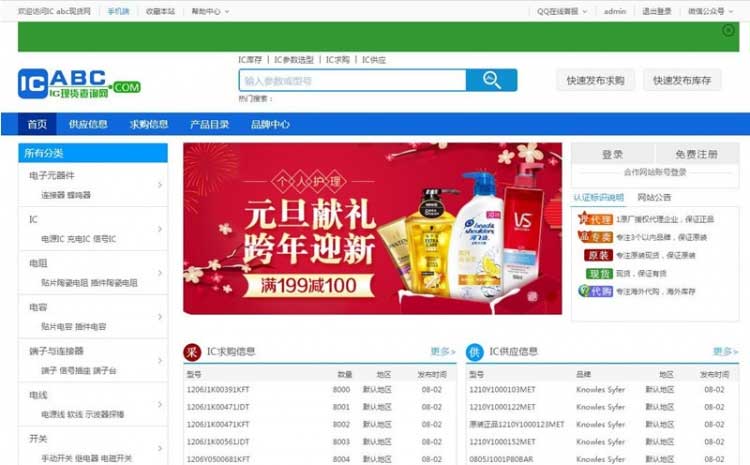 欢迎访问IC abc现货网 手机端 收藏本站 帮助中心 QQ在线客服 admin 退出登录 微信公众号
IC库存 | IC参数选型 | IC求购 | IC供应
IC ABC .COM
IC现货查询网
输入参数或型号
快速发布求购 快速发布库存
热门搜索：
首页 供应信息 求购信息 产品目录 品牌中心
所有分类
电子元器件
连接器 蜂鸣器
IC
电源IC 充电IC 信号IC
电阻
贴片陶瓷电阻 插件陶瓷电阻
电容
贴片电容 插件电容
端子与连接器
端子 信号插座 端子台
电线
电源线 软线 示波器探棒
开关
手动开关 继电器 电磁开关
个人护理
元旦献礼
跨年迎新
满199减100
head & shoulders
海飞丝
VS
登录 免费注册
合作网站账号登录
认证标识说明 网站公告
代理 1原厂授权代理企业，保证正品
专卖 专注3个以内品牌，保证原装
原装 专注原装现货，保证原装
现货 现货，保证有货
代购 专注海外代购，海外库存
采 IC求购信息 更多>
型号 数量 地区 发布时间
1206J1K00391KFT 8000 默认地区 08-02
1206J1K00471JDT 8001 默认地区 08-02
1206J1K00471KFT 8002 默认地区 08-02
1206J1K00561JDT 8003 默认地区 08-02
1206Y0500681KFT 8004 默认地区 08-02
供 IC供应信息 更多>
型号 品牌 地区 发布时间
1210Y1000103MET Knowles Syfer 默认地区 08-02
1210Y1000122MET Knowles Syfer 默认地区 08-02
原装正品1210Y1000123MET Knowles Syfer 默认地区 08-02
1210Y1000152MET Knowles Syfer 默认地区 08-02
0805J1001P80BAR Knowles Syfer 默认地区 08-02